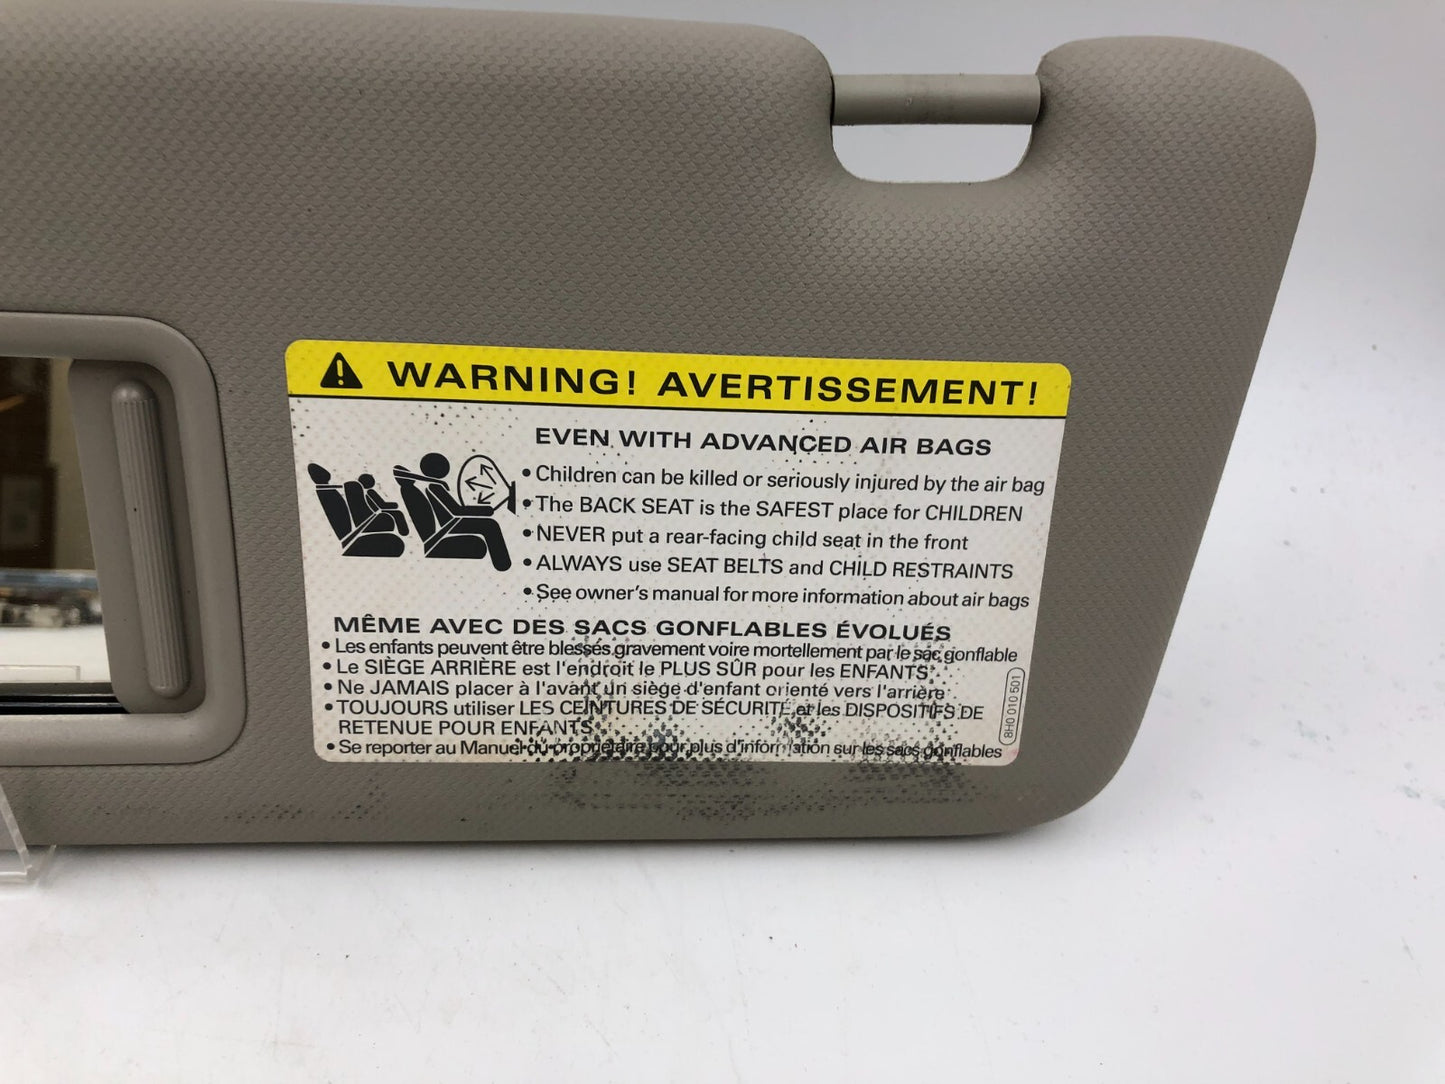 WARNING! AVERTISSEMENT!
EVEN WITH ADVANCED AIR BAGS
• Children can be killed or seriously injured by the air bag
• The BACK SEAT is the SAFEST place for CHILDREN
• NEVER put a rear-facing child seat in the front
• ALWAYS use SEAT BELTS and CHILD RESTRAINTS
• See owner's manual for more information about air bags
MÊME AVEC DES SACS GONFLABLES ÉVOLUÉS
• Les enfants peuvent être blessés gravement voire mortellement par le sac gonflable
• Le SIÈGE ARRIÈRE est l'endroit le PLUS SÛR pour les ENFANTS
• Ne JAMAIS placer à l'avant un siège d'enfant orienté vers l'arrière
• TOUJOURS utiliser LES CEINTURES DE SÉCURITÉ et les DISPOSITIFS DE
RETENUE POUR ENFANTS
• Se reporter au Manuel du propriétaire pour plus d'information sur les sacs gonflables
8H0 010 501